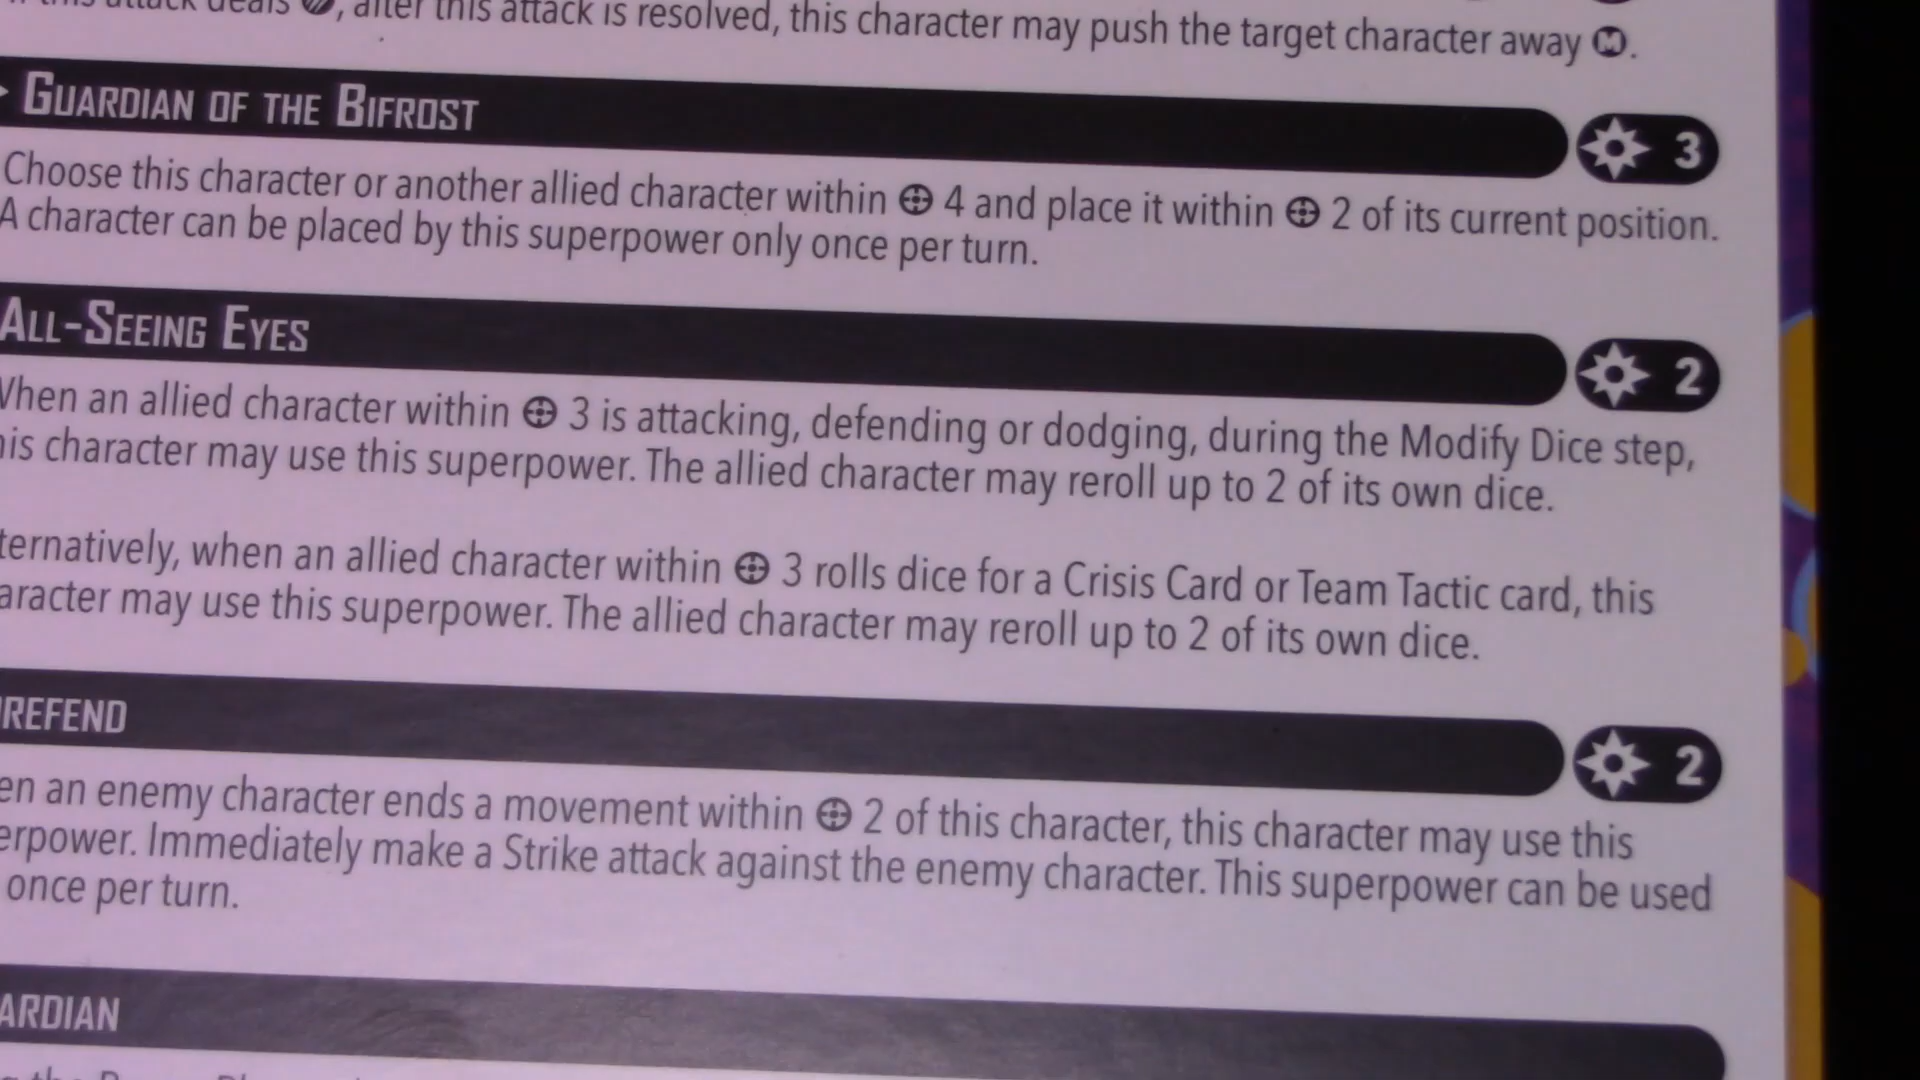 this attack deals , after this attack is resolved, this character may push the target character away M.
GUARDIAN OF THE BIFROST 3
Choose this character or another allied character within 4 and place it within 2 of its current position.
A character can be placed by this superpower only once per turn.
ALL-SEEING EYES 2
When an allied character within 3 is attacking, defending or dodging, during the Modify Dice step,
his character may use this superpower. The allied character may reroll up to 2 of its own dice.
ternatively, when an allied character within 3 rolls dice for a Crisis Card or Team Tactic card, this
aracter may use this superpower. The allied character may reroll up to 2 of its own dice.
REFEND 2
en an enemy character ends a movement within 2 of this character, this character may use this
erpower. Immediately make a Strike attack against the enemy character. This superpower can be used
once per turn.
ARDIAN